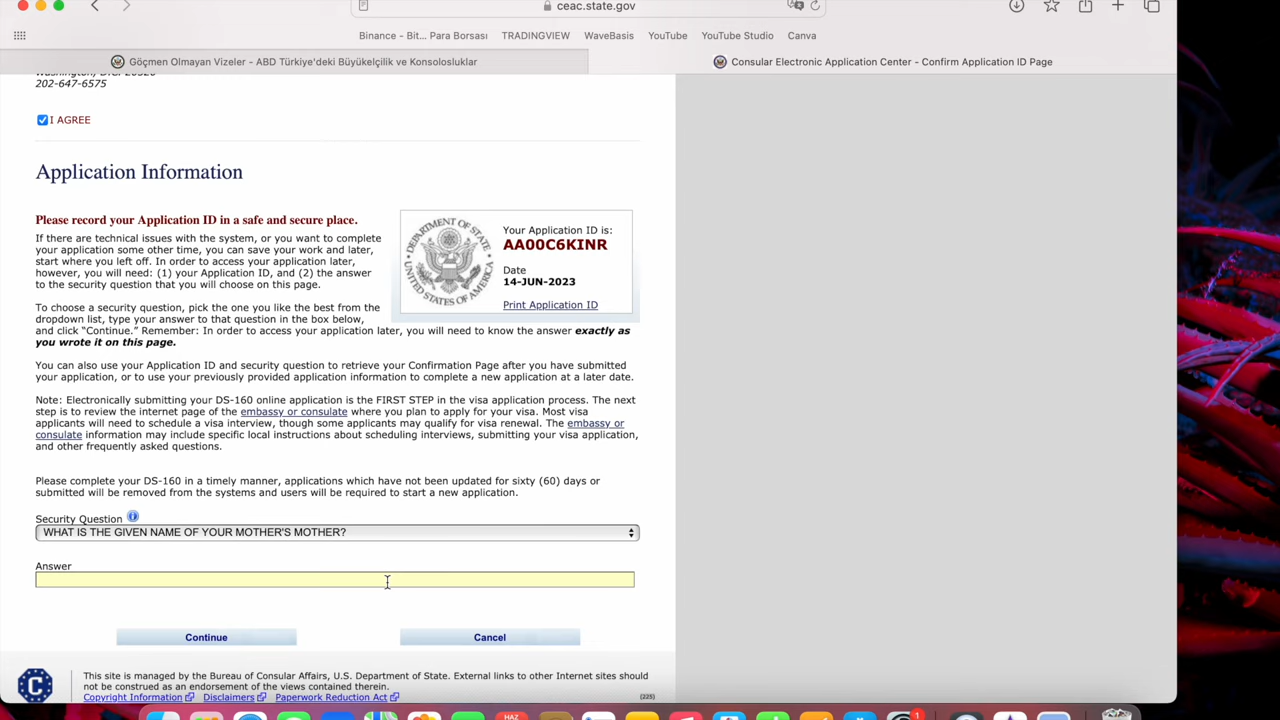 ceac.state.gov
Binance - Bit... Para Borsası TRADINGVIEW WaveBasis YouTube YouTube Studio Canva
Göçmen Olmayan Vizeler - ABD Türkiye'deki Büyükelçilik ve Konsolosluklar
Consular Electronic Application Center - Confirm Application ID Page
202-647-6575
I AGREE
Application Information
Please record your Application ID in a safe and secure place.
If there are technical issues with the system, or you want to complete
your application some other time, you can save your work and later,
start where you left off. In order to access your application later,
however, you will need: (1) your Application ID, and (2) the answer
to the security question that you will choose on this page.
DEPARTMENT OF STATE
UNITED STATES OF AMERICA
Your Application ID is:
AA00C6KINR
Date
14-JUN-2023
Print Application ID
To choose a security question, pick the one you like the best from the
dropdown list, type your answer to that question in the box below,
and click "Continue." Remember: In order to access your application later, you will need to know the answer exactly as
you wrote it on this page.
You can also use your Application ID and security question to retrieve your Confirmation Page after you have submitted
your application, or to use your previously provided application information to complete a new application at a later date.
Note: Electronically submitting your DS-160 online application is the FIRST STEP in the visa application process. The next
step is to review the internet page of the embassy or consulate where you plan to apply for your visa. Most visa
applicants will need to schedule a visa interview, though some applicants may qualify for visa renewal. The embassy or
consulate information may include specific local instructions about scheduling interviews, submitting your visa application,
and other frequently asked questions.
Please complete your DS-160 in a timely manner, applications which have not been updated for sixty (60) days or
submitted will be removed from the systems and users will be required to start a new application.
Security Question
WHAT IS THE GIVEN NAME OF YOUR MOTHER'S MOTHER?
Answer
Continue Cancel
This site is managed by the Bureau of Consular Affairs, U.S. Department of State. External links to other Internet sites should
not be construed as an endorsement of the views contained therein.
Copyright Information Disclaimers Paperwork Reduction Act (225)
HAZ
1